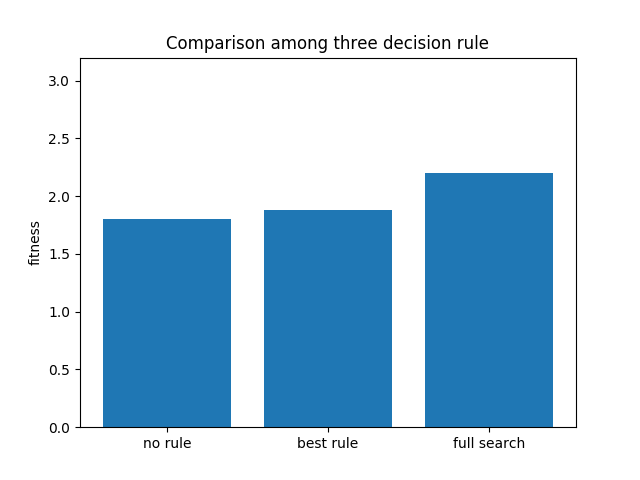 Comparison among three decision rule
3.0
2.5
2.0
1.5
1.0
0.5
0.0
fitness
no rule
best rule
full search